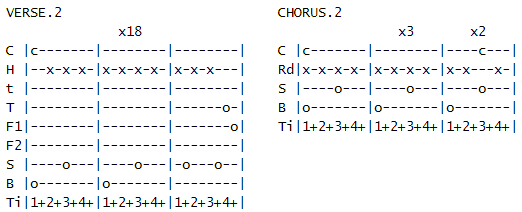 VERSE.2
x18
C |c-------|--------|--------|
H |--x-x-x-|x-x-x-x-|x-x-x---|
t |--------|--------|--------|
T |--------|--------|------o-|
F1|--------|--------|-------o|
F2|--------|--------|--------|
S |----o---|----o---|-o---o--|
B |o-------|o-------|--------|
Ti|1+2+3+4+|1+2+3+4+|1+2+3+4+|
CHORUS.2
x3 x2
C |c-------|--------|----c---|
Rd|x-x-x-x-|x-x-x-x-|x-x---x-|
S |----o---|----o---|----o---|
B |o-------|o-------|o-------|
Ti|1+2+3+4+|1+2+3+4+|1+2+3+4+|